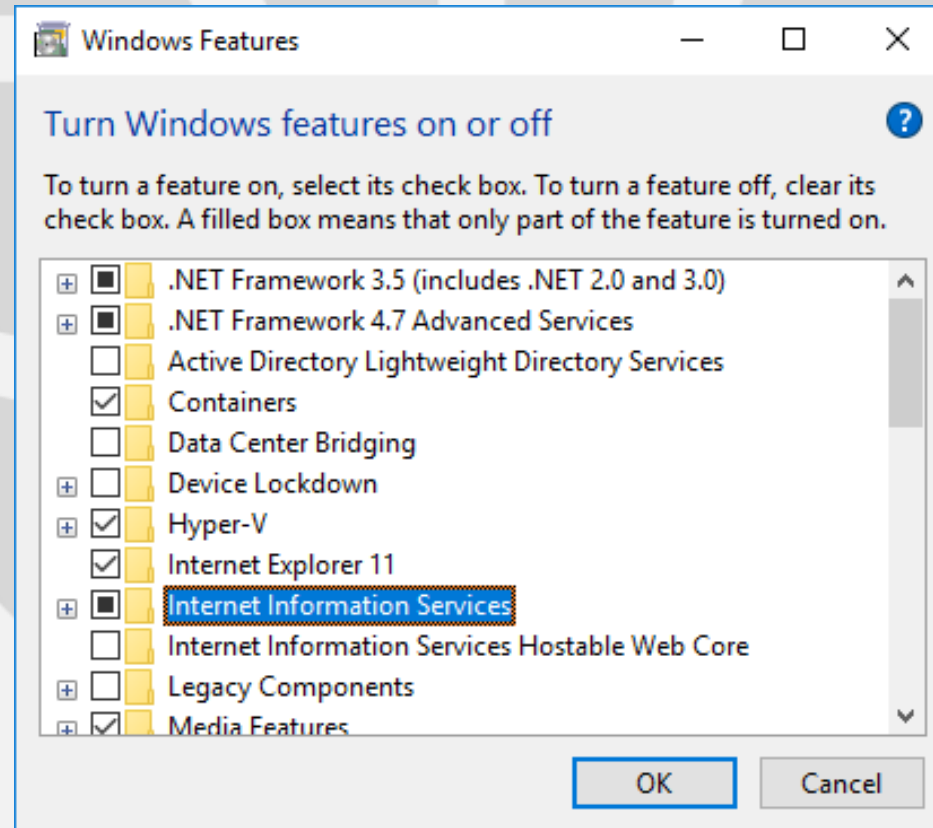 Windows Features
Turn Windows features on or off
To turn a feature on, select its check box. To turn a feature off, clear its
check box. A filled box means that only part of the feature is turned on.
.NET Framework 3.5 (includes .NET 2.0 and 3.0)
.NET Framework 4.7 Advanced Services
Active Directory Lightweight Directory Services
Containers
Data Center Bridging
Device Lockdown
Hyper-V
Internet Explorer 11
Internet Information Services
Internet Information Services Hostable Web Core
Legacy Components
Media Features
OK Cancel